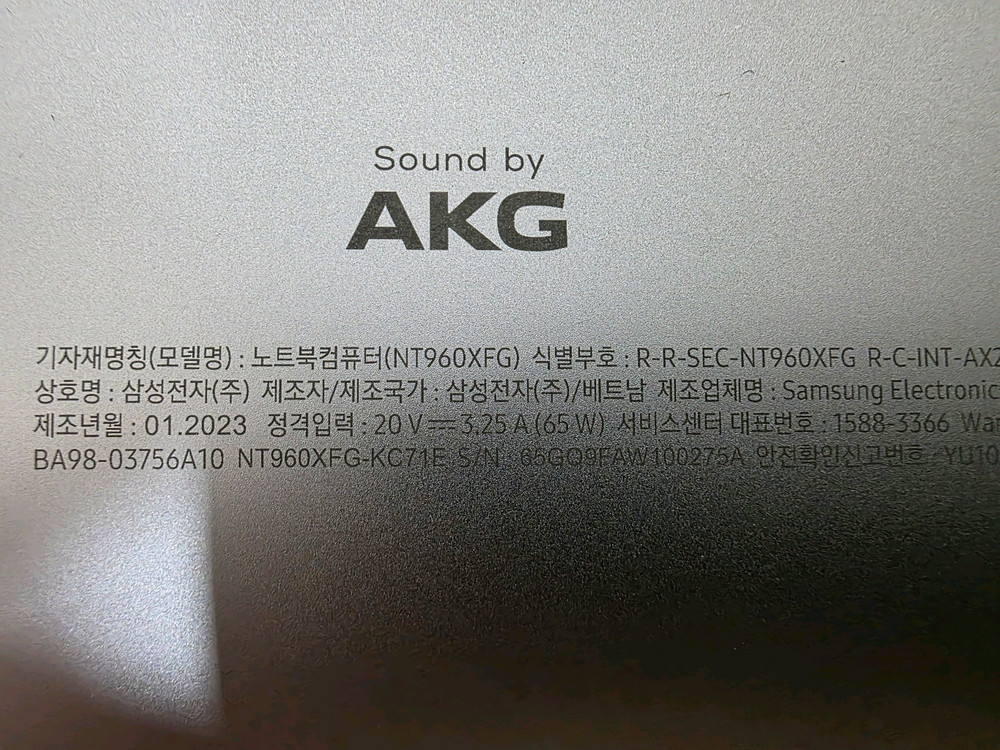 Sound by
AKG
기자재명칭(모델명) : 노트북컴퓨터(NT960XFG) 식별부호 : R-R-SEC-NT960XFG R-C-INT-AX2
상호명 : 삼성전자(주) 제조자/제조국가 : 삼성전자(주)/베트남 제조업체명 : Samsung Electronic
제조년월 : 01.2023 정격입력 : 20 V ⎓ 3.25 A (65 W) 서비스센터 대표번호 : 1588-3366 War
BA98-03756A10 NT960XFG-KC71E S/N: 65GQ9FAW100275A 안전확인신고번호 : YU10